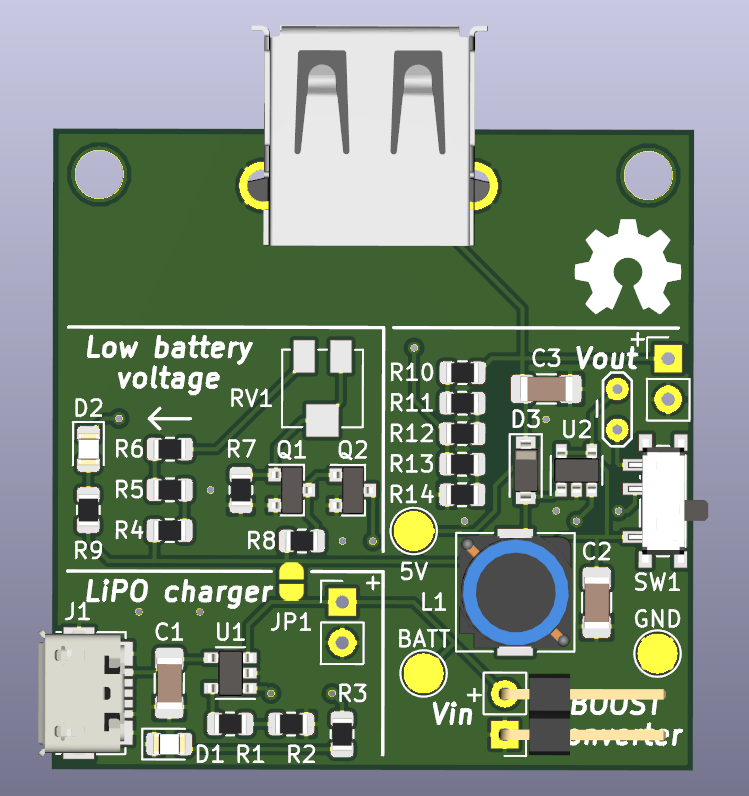 Low battery
voltage
D2
RV1
R6
R5
R4
R9
R7
Q1
Q2
R8
R10
R11
R12
R13
R14
C3
Vout
+
D3
U2
5V
L1
C2
SW1
GND
BATT
+
Vin
BOOST
LiPO charger
J1
C1
U1
JP1
+
R3
D1
R1
R2